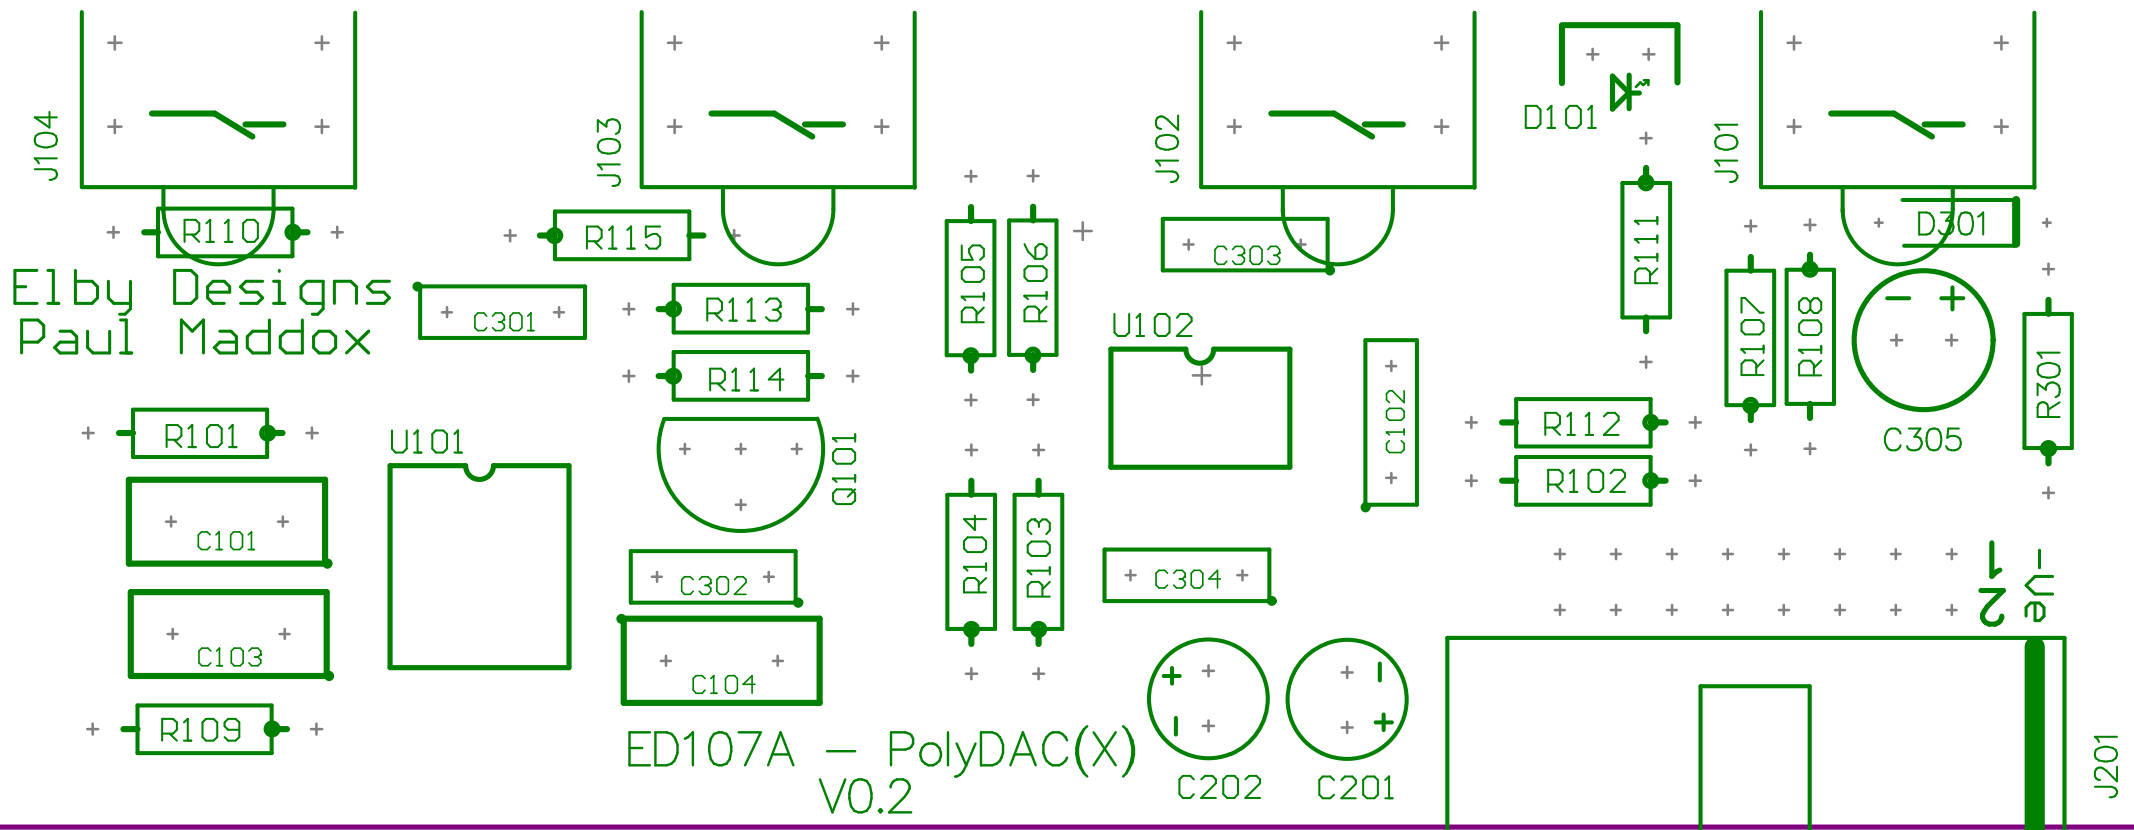 J104
J103
J102
D101
J101
R110
R115
R105
R106
C303
R111
D301
Elby Designs
Paul Maddox
C301
R113
R114
U102
C102
R107
R108
C305
R301
R101
U101
Q101
R112
R102
C101
C302
R104
R103
C304
1
2
-ve
C103
C104
R109
ED107A - PolyDAC(X)
V0.2
+
-
C202
-
+
C201
J201